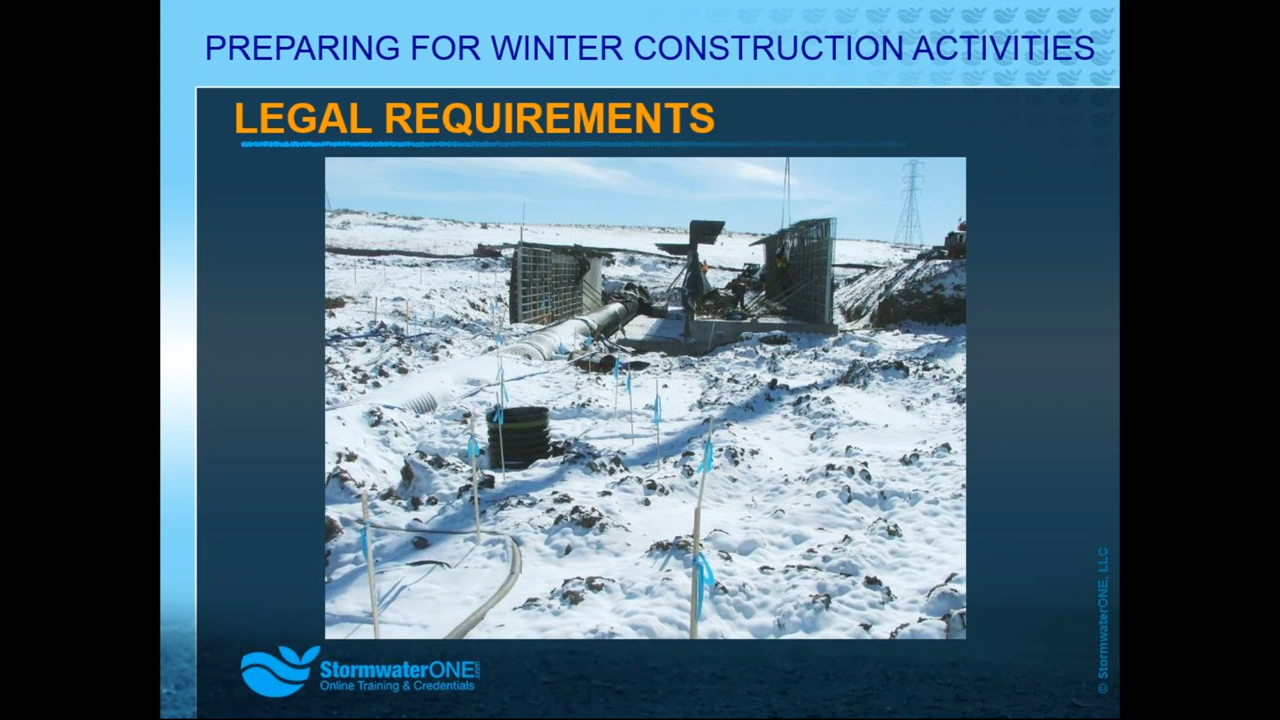 PREPARING FOR WINTER CONSTRUCTION ACTIVITIES
LEGAL REQUIREMENTS
StormwaterONE.com
Online Training & Credentials
© StormwaterONE, LLC